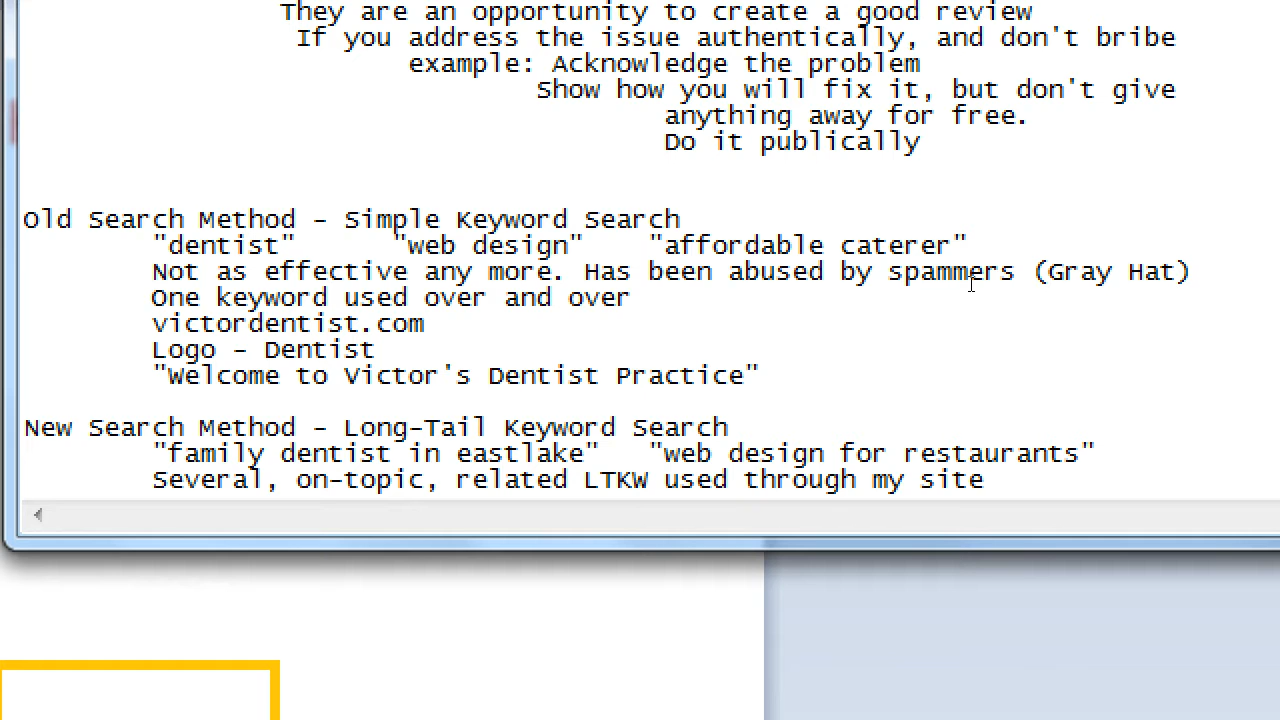 They are an opportunity to create a good review
If you address the issue authentically, and don't bribe
example: Acknowledge the problem
Show how you will fix it, but don't give
anything away for free.
Do it publically
Old Search Method - Simple Keyword Search
"dentist" "web design" "affordable caterer"
Not as effective any more. Has been abused by spammers (Gray Hat)
One keyword used over and over
victordentist.com
Logo - Dentist
"Welcome to Victor's Dentist Practice"
New Search Method - Long-Tail Keyword Search
"family dentist in eastlake" "web design for restaurants"
Several, on-topic, related LTKW used through my site